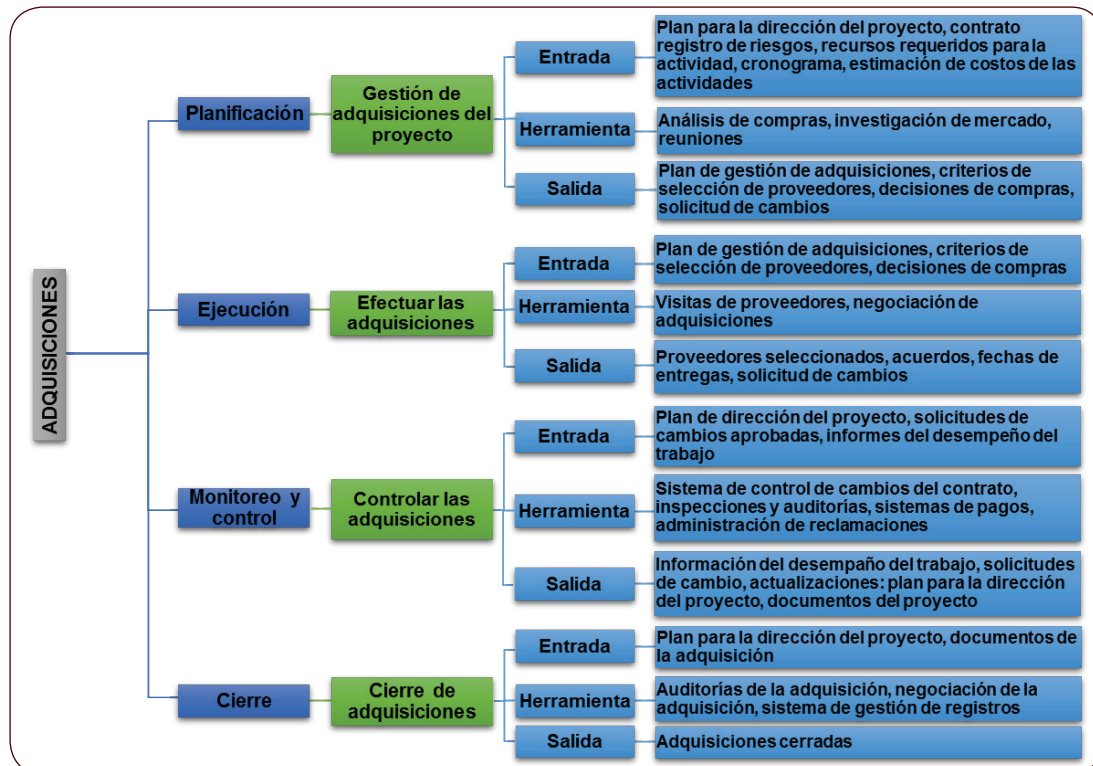 ADQUISICIONES
Planificación
Gestión de
adquisiciones del
proyecto
Entrada
Plan para la dirección del proyecto, contrato
registro de riesgos, recursos requeridos para la
actividad, cronograma, estimación de costos de las
actividades
Herramienta
Análisis de compras, investigación de mercado,
reuniones
Salida
Plan de gestión de adquisiciones, criterios de
selección de proveedores, decisiones de compras,
solicitud de cambios
Ejecución
Efectuar las
adquisiciones
Entrada
Plan de gestión de adquisiciones, criterios de
selección de proveedores, decisiones de compras
Herramienta
Visitas de proveedores, negociación de
adquisiciones
Salida
Proveedores seleccionados, acuerdos, fechas de
entregas, solicitud de cambios
Monitoreo y
control
Controlar las
adquisiciones
Entrada
Plan de dirección del proyecto, solicitudes de
cambios aprobadas, informes del desempeño del
trabajo
Herramienta
Sistema de control de cambios del contrato,
inspecciones y auditorías, sistemas de pagos,
administración de reclamaciones
Salida
Información del desempaño del trabajo, solicitudes
de cambio, actualizaciones: plan para la dirección
del proyecto, documentos del proyecto
Cierre
Cierre de
adquisiciones
Entrada
Plan para la dirección del proyecto, documentos de
la adquisición
Herramienta
Auditorías de la adquisición, negociación de la
adquisición, sistema de gestión de registros
Salida
Adquisiciones cerradas